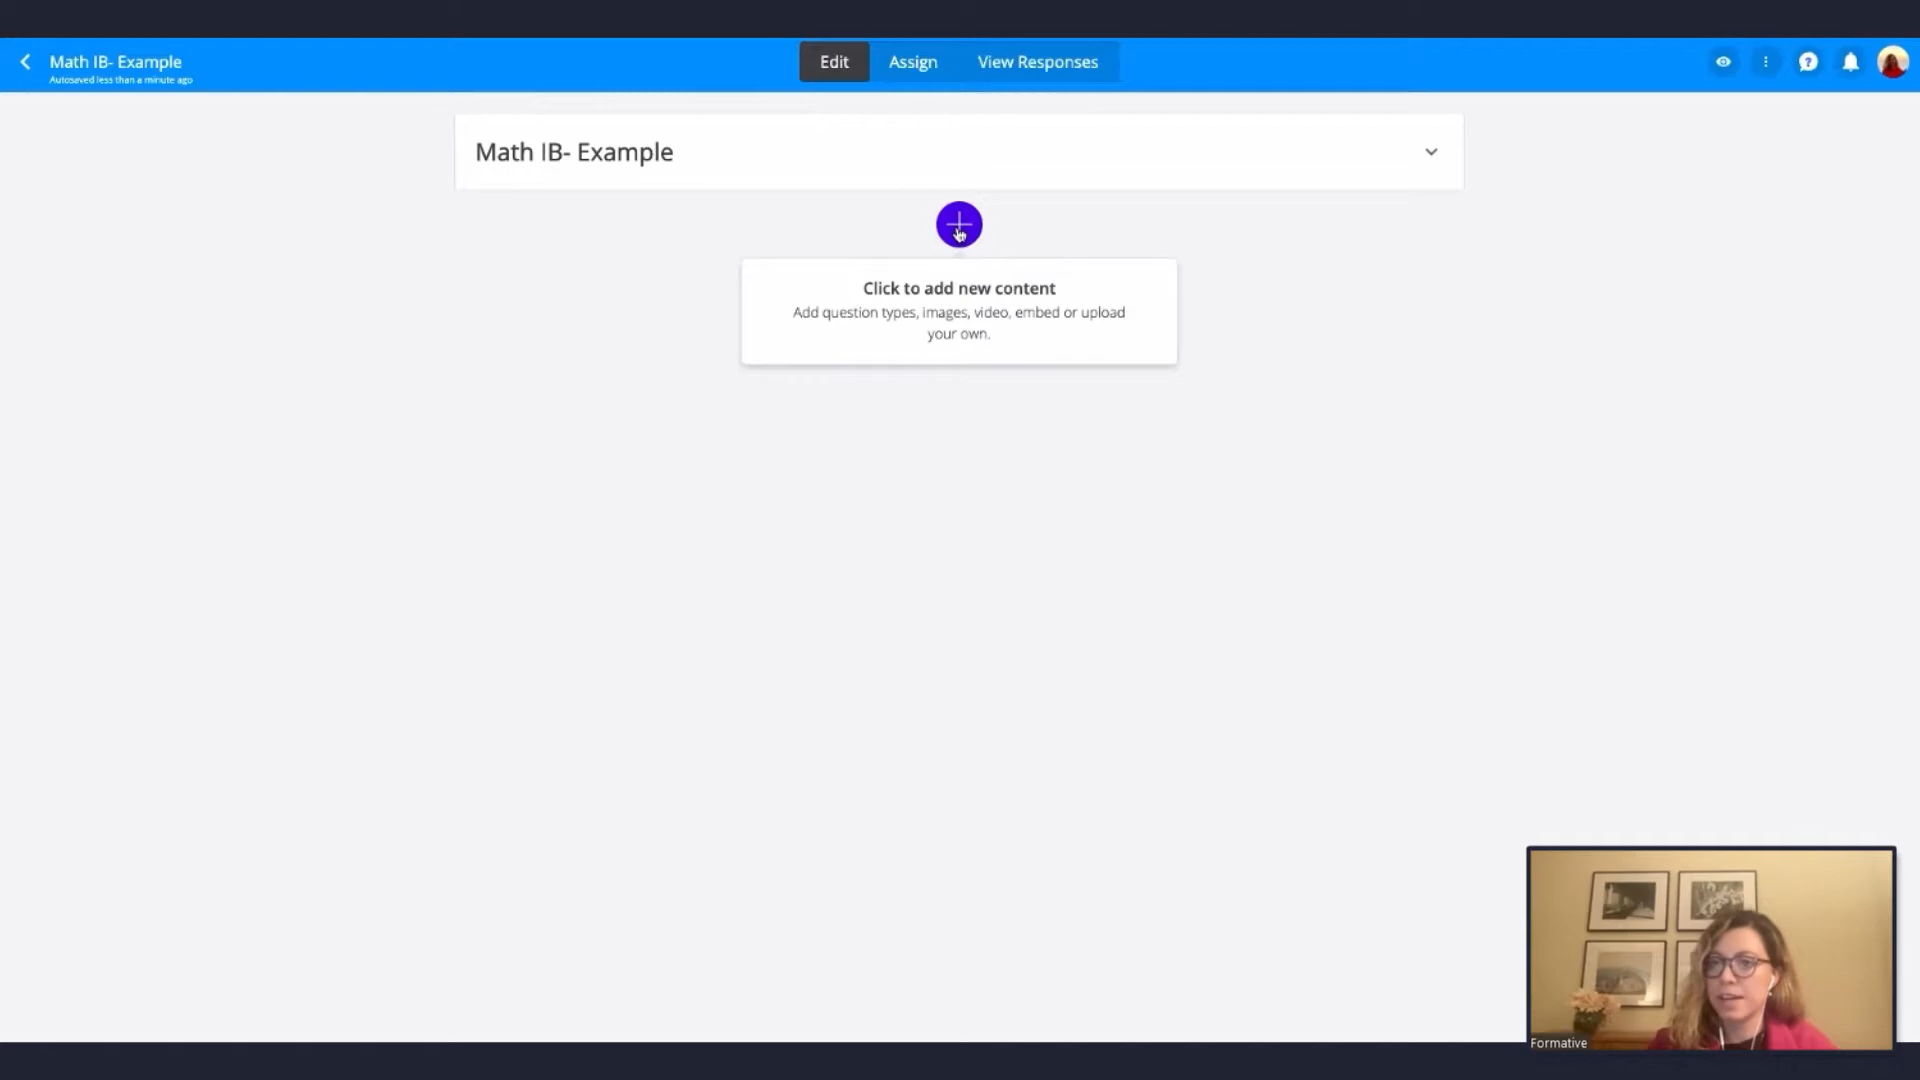 Math IB- Example
Autosaved less than a minute ago
Edit
Assign
View Responses
Math IB- Example
Click to add new content
Add question types, images, video, embed or upload
your own.
Formative